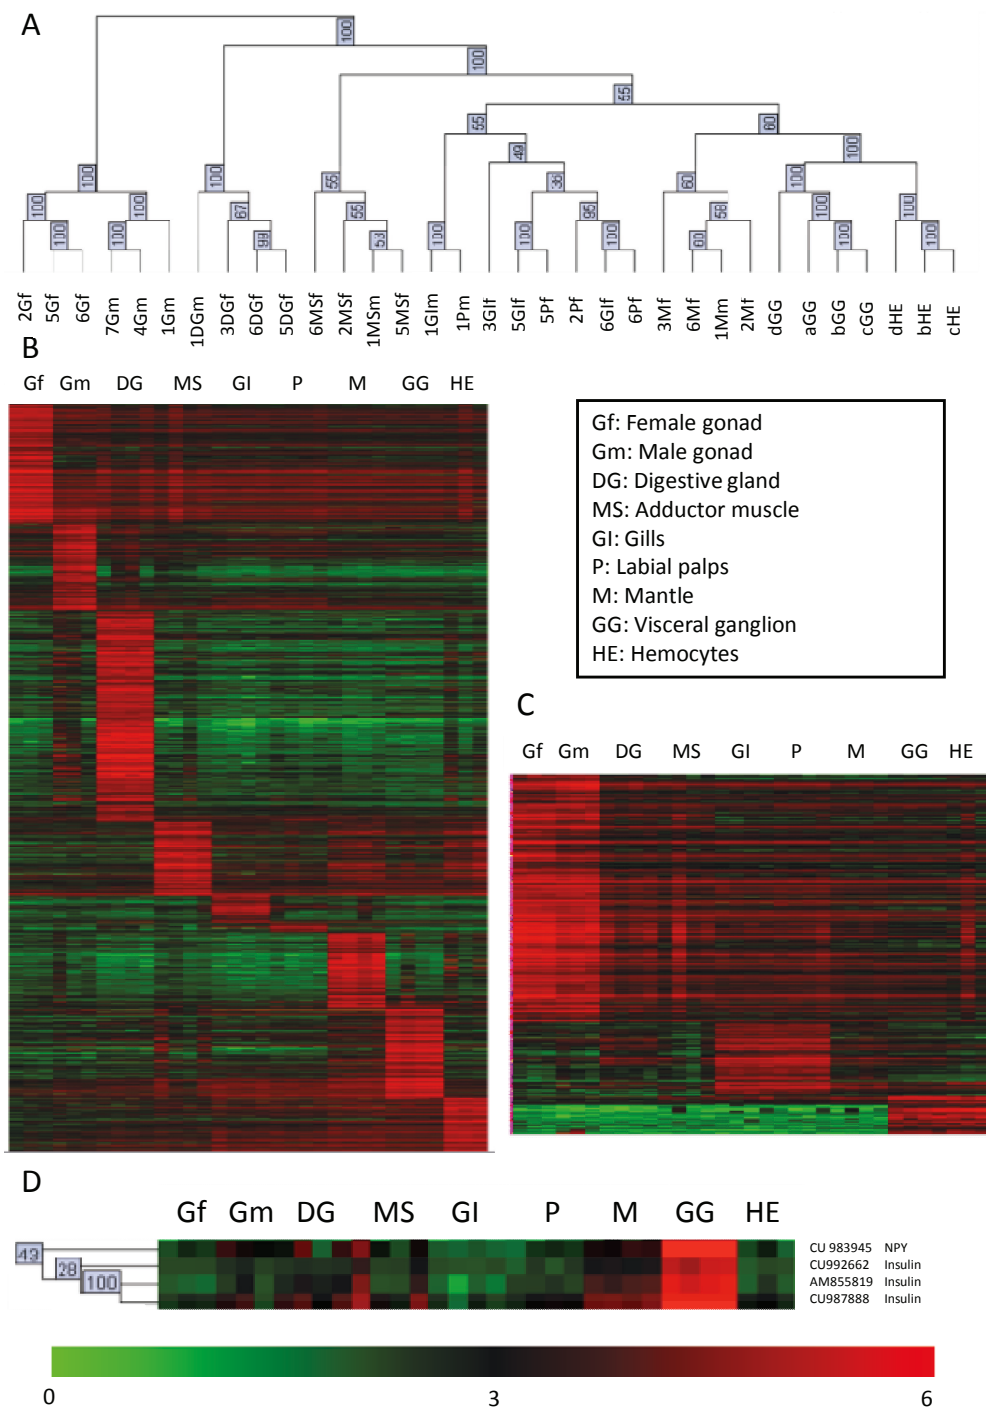 A
100
100
55
55
60
49
100
100
100
55
36
60
100
100
100
67
55
95
58
100
100
100
100
99
53
100
100
100
60
100
100
2Gf 5Gf 6Gf 7Gm 4Gm 1Gm 1DGm 3DGf 6DGf 5DGf 6MSf 2MSf 1MSm 5MSf 1GIm 1Pm 3GIf 5GIf 5Pf 2Pf 6GIf 6Pf 3Mf 6Mf 1Mm 2Mf dGG aGG bGG cGG dHE bHE cHE
B
Gf Gm DG MS GI P M GG HE
Gf: Female gonad
Gm: Male gonad
DG: Digestive gland
MS: Adductor muscle
GI: Gills
P: Labial palps
M: Mantle
GG: Visceral ganglion
HE: Hemocytes
C
Gf Gm DG MS GI P M GG HE
D
Gf Gm DG MS GI P M GG HE
49
28
100
CU 983945 NPY
CU992662 Insulin
AM855819 Insulin
CU987888 Insulin
0 3 6